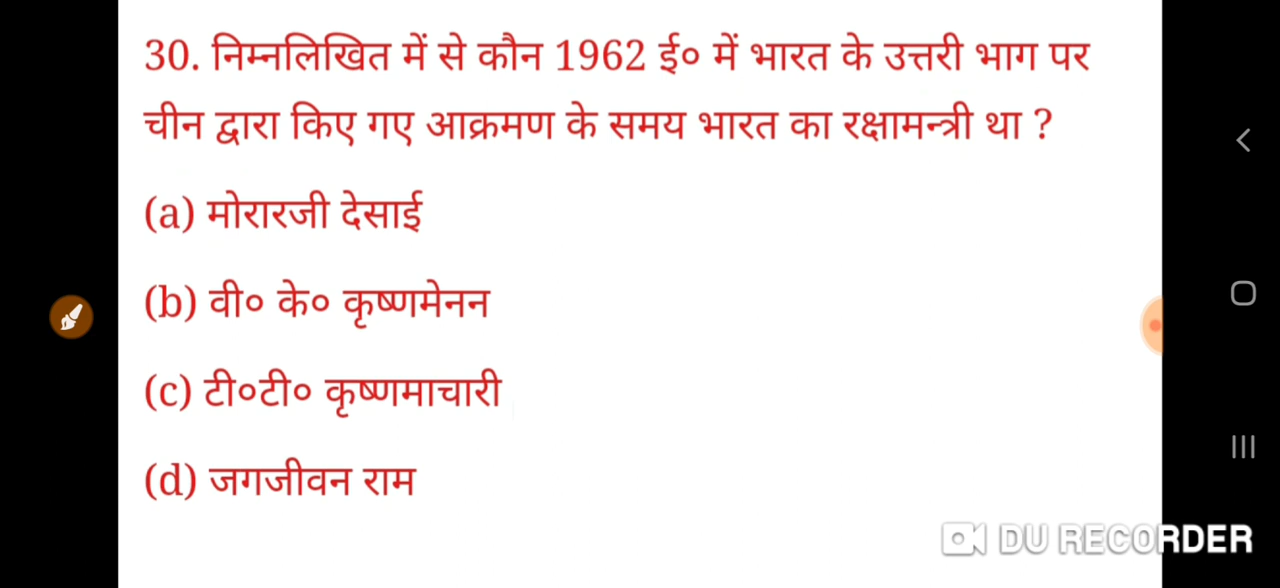 30. निम्नलिखित में से कौन 1962 ई० में भारत के उत्तरी भाग पर
चीन द्वारा किए गए आक्रमण के समय भारत का रक्षामन्त्री था ?
(a) मोरारजी देसाई
(b) वी० के० कृष्णमेनन
(c) टी०टी० कृष्णमाचारी
(d) जगजीवन राम
DU RECORDER